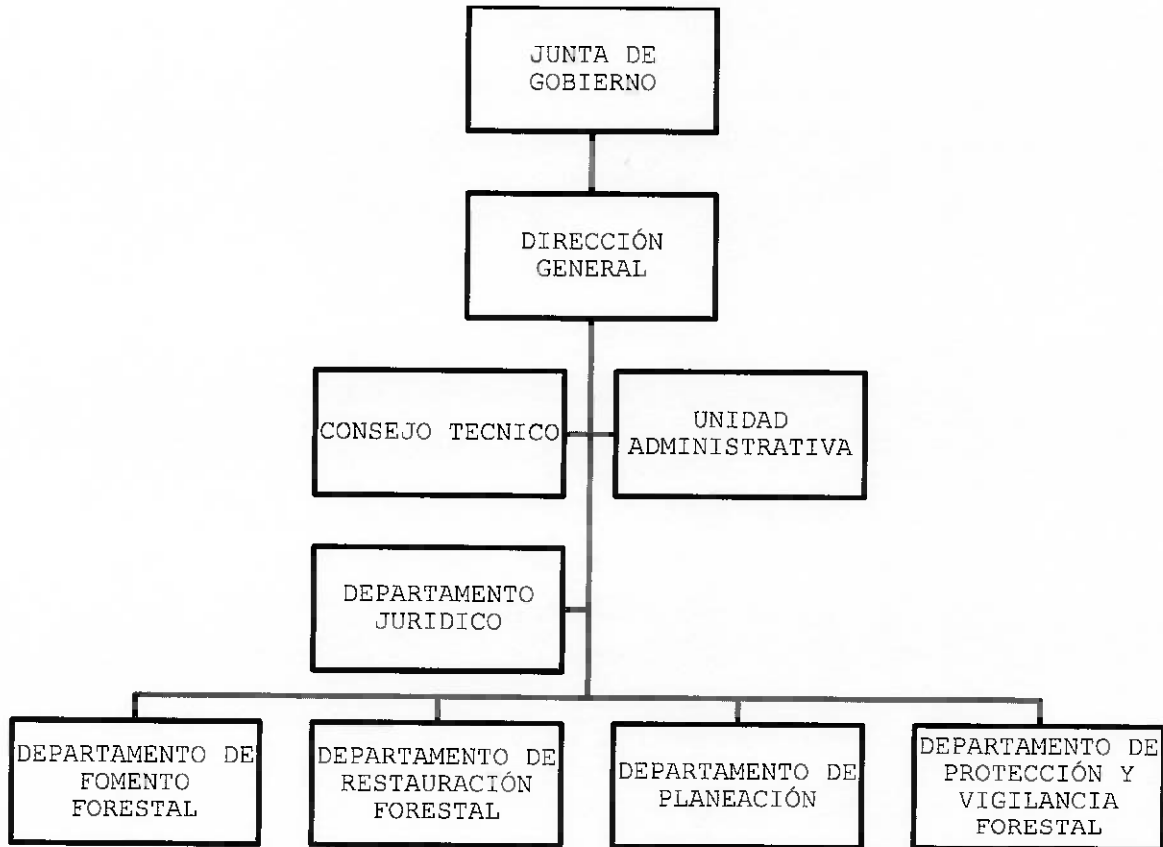 JUNTA DE
GOBIERNO
DIRECCIÓN
GENERAL
CONSEJO TECNICO
UNIDAD
ADMINISTRATIVA
DEPARTAMENTO
JURIDICO
DEPARTAMENTO DE
FOMENTO
FORESTAL
DEPARTAMENTO DE
RESTAURACIÓN
FORESTAL
DEPARTAMENTO DE
PLANEACIÓN
DEPARTAMENTO DE
PROTECCIÓN Y
VIGILANCIA
FORESTAL